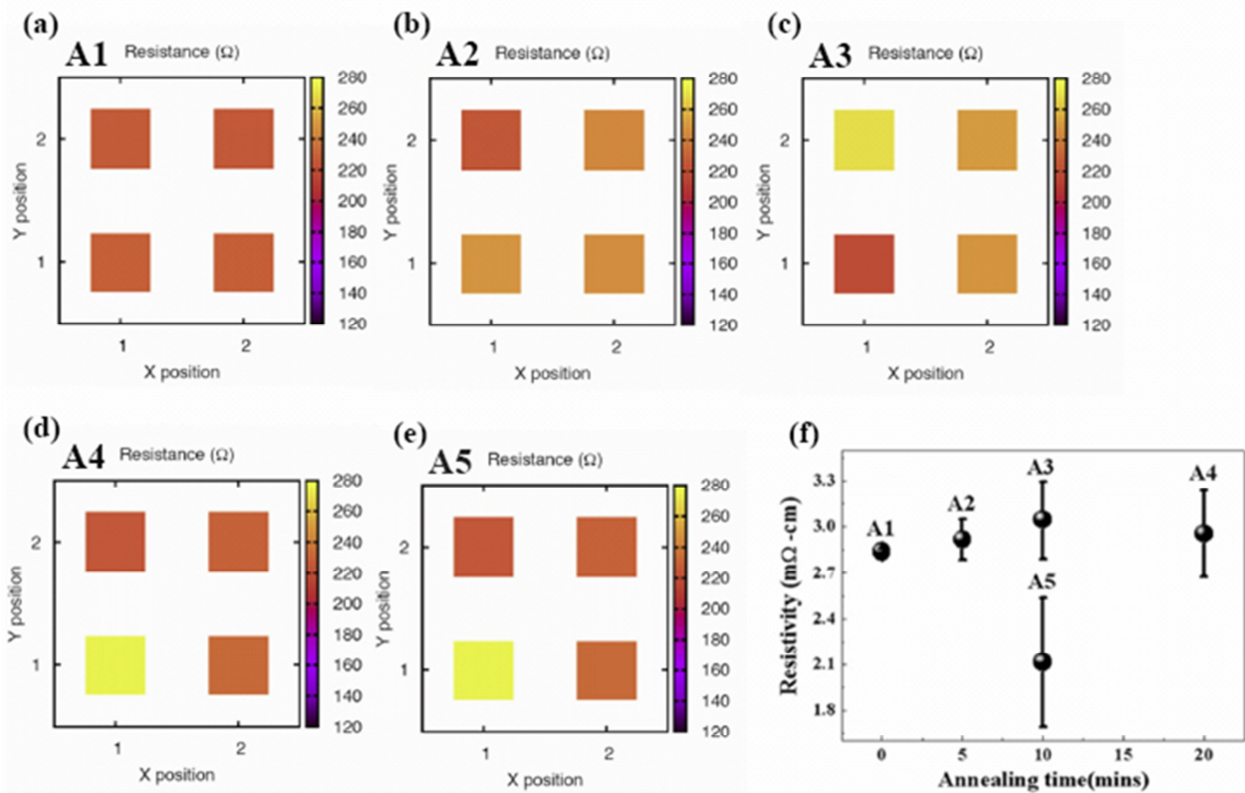 (a)
A1 Resistance (Ω)
280
260
240
220
200
180
160
140
120
2
1
Y position
1 2
X position
(b)
A2 Resistance (Ω)
280
260
240
220
200
180
160
140
120
2
1
Y position
1 2
X position
(c)
A3 Resistance (Ω)
280
260
240
220
200
180
160
140
120
2
1
Y position
1 2
X position
(d)
A4 Resistance (Ω)
280
260
240
220
200
180
160
140
120
2
1
Y position
1 2
X position
(e)
A5 Resistance (Ω)
280
260
240
220
200
180
160
140
120
2
1
Y position
1 2
X position
(f)
3.3
3.0
2.7
2.4
2.1
1.8
Resistivity (mΩ -cm)
A1
A2
A3
A4
A5
0 5 10 15 20
Annealing time(mins)